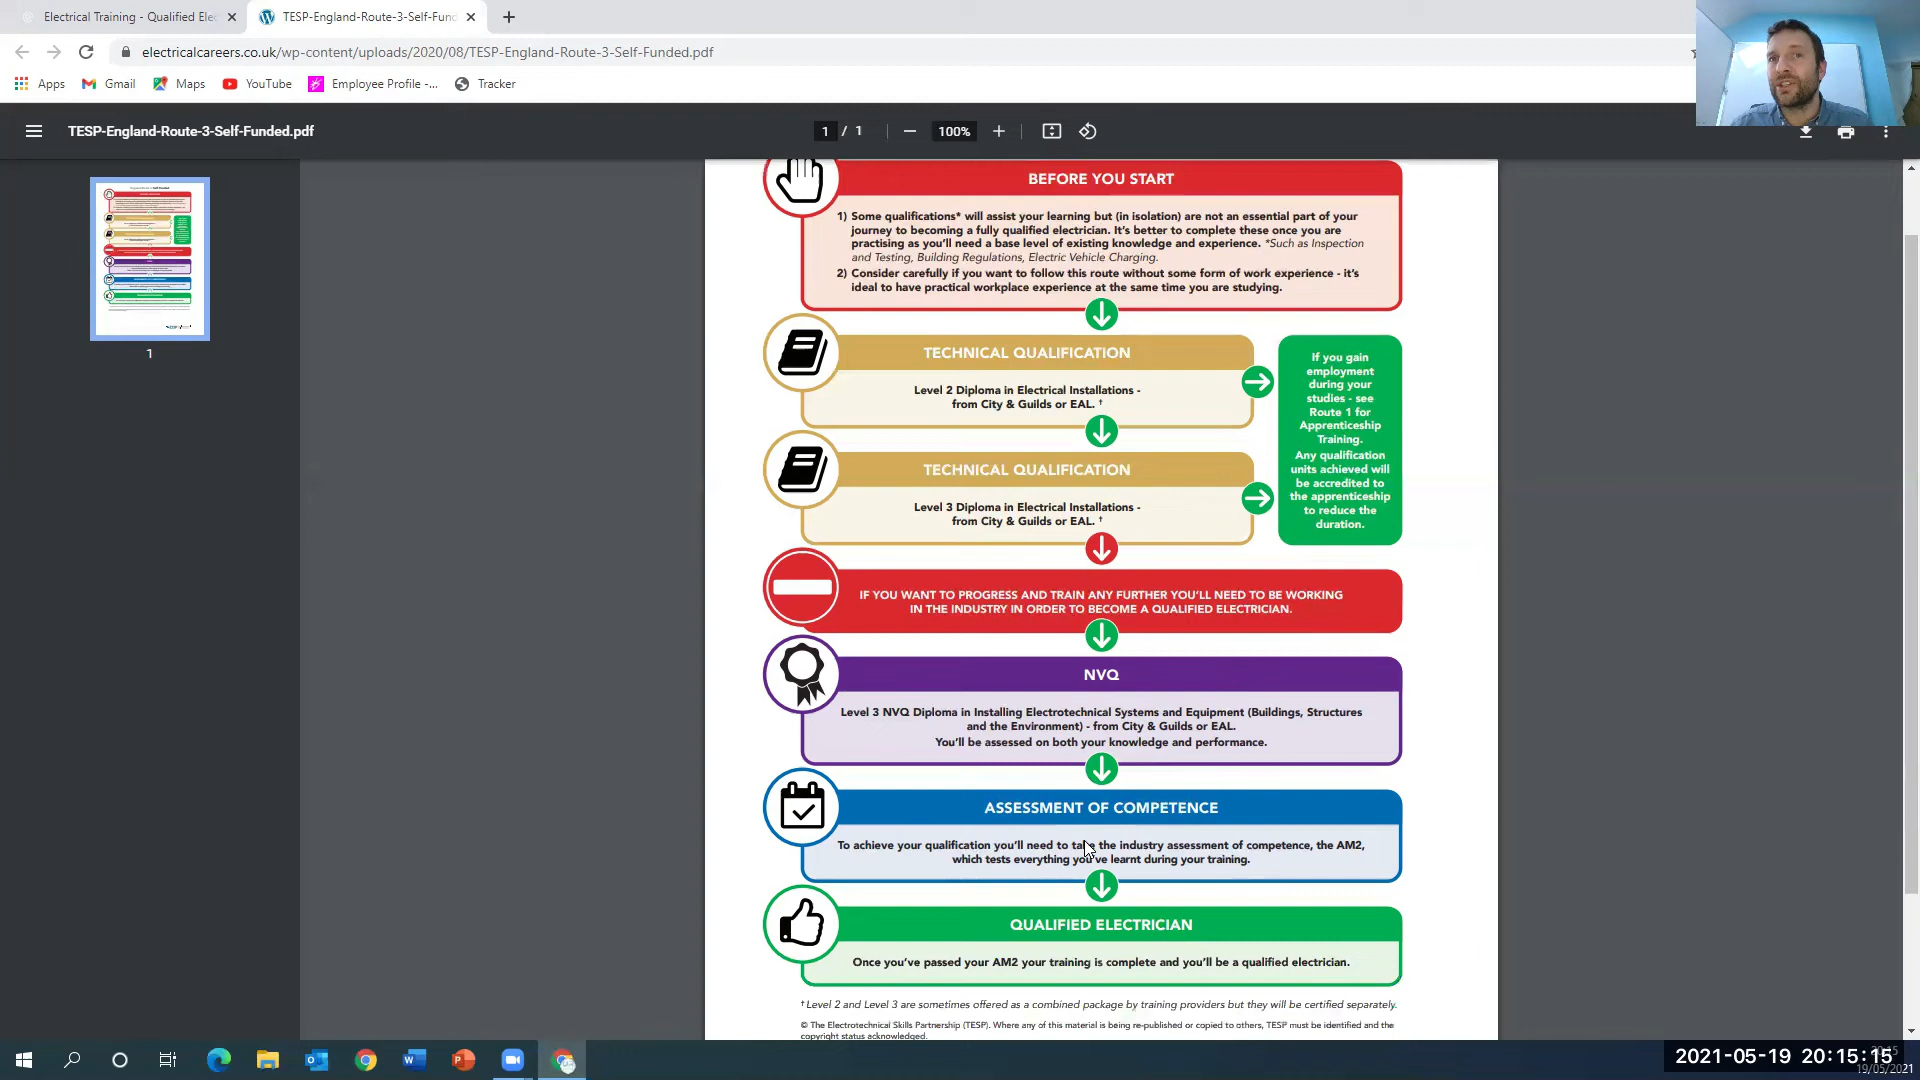 Electrical Training - Qualified Ele
TESP-England-Route-3-Self-Fund
electricalcareers.co.uk/wp-content/uploads/2020/08/TESP-England-Route-3-Self-Funded.pdf
Apps
Gmail
Maps
YouTube
Employee Profile -...
Tracker
TESP-England-Route-3-Self-Funded.pdf
1 / 1
100%
1
BEFORE YOU START
1) Some qualifications* will assist your learning but (in isolation) are not an essential part of your
journey to becoming a fully qualified electrician. It's better to complete these once you are
practising as you'll need a base level of existing knowledge and experience. *Such as Inspection
and Testing, Building Regulations, Electric Vehicle Charging.
2) Consider carefully if you want to follow this route without some form of work experience - it's
ideal to have practical workplace experience at the same time you are studying.
TECHNICAL QUALIFICATION
Level 2 Diploma in Electrical Installations -
from City & Guilds or EAL. †
TECHNICAL QUALIFICATION
Level 3 Diploma in Electrical Installations -
from City & Guilds or EAL. †
If you gain
employment
during your
studies - see
Route 1 for
Apprenticeship
Training.
Any qualification
units achieved will
be accredited to
the apprenticeship
to reduce the
duration.
IF YOU WANT TO PROGRESS AND TRAIN ANY FURTHER YOU'LL NEED TO BE WORKING
IN THE INDUSTRY IN ORDER TO BECOME A QUALIFIED ELECTRICIAN.
NVQ
Level 3 NVQ Diploma in Installing Electrotechnical Systems and Equipment (Buildings, Structures
and the Environment) - from City & Guilds or EAL.
You'll be assessed on both your knowledge and performance.
ASSESSMENT OF COMPETENCE
To achieve your qualification you'll need to take the industry assessment of competence, the AM2,
which tests everything you've learnt during your training.
QUALIFIED ELECTRICIAN
Once you've passed your AM2 your training is complete and you'll be a qualified electrician.
† Level 2 and Level 3 are sometimes offered as a combined package by training providers but they will be certified separately.
© The Electrotechnical Skills Partnership (TESP). Where any of this material is being re-published or copied to others, TESP must be identified and the
copyright status acknowledged.
2021-05-19 20:15:15
19/05/2021